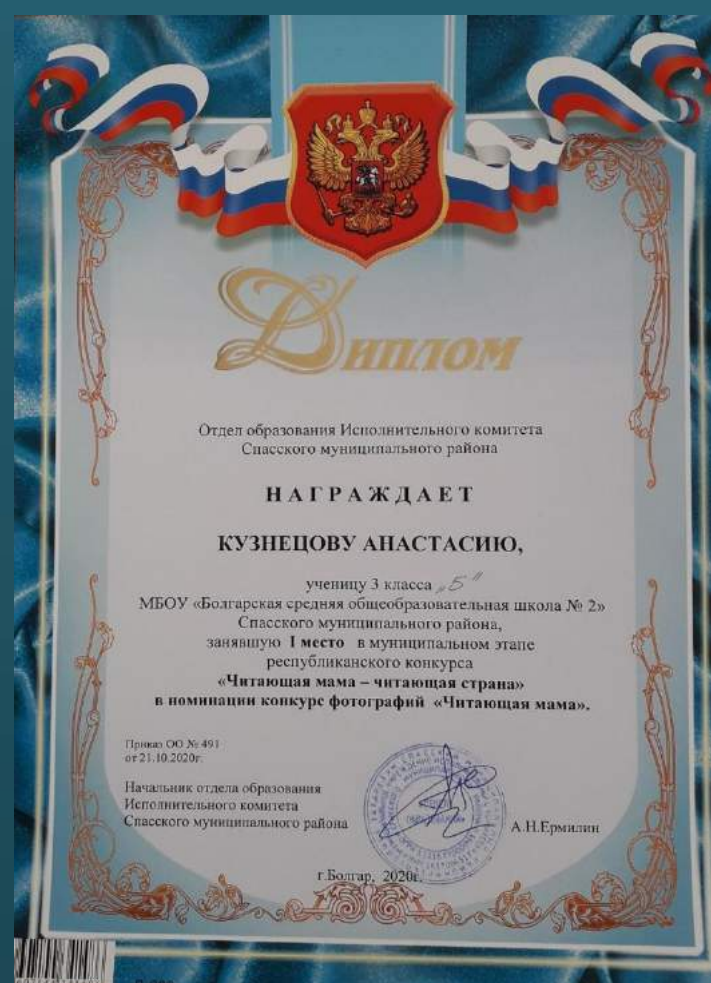 Диплом
Отдел образования Исполнительного комитета
Спасского муниципального района
НАГРАЖДАЕТ
КУЗНЕЦОВУ АНАСТАСИЮ,
ученицу 3 класса „Б"
МБОУ «Болгарская средняя общеобразовательная школа № 2»
Спасского муниципального района,
занявшую I место в муниципальном этапе
республиканского конкурса
«Читающая мама – читающая страна»
в номинации конкурс фотографий «Читающая мама».
Приказ ОО № 491
от 21.10.2020г.
Начальник отдела образования
Исполнительного комитета
Спасского муниципального района
А.Н.Ермилин
г.Болгар, 2020г.